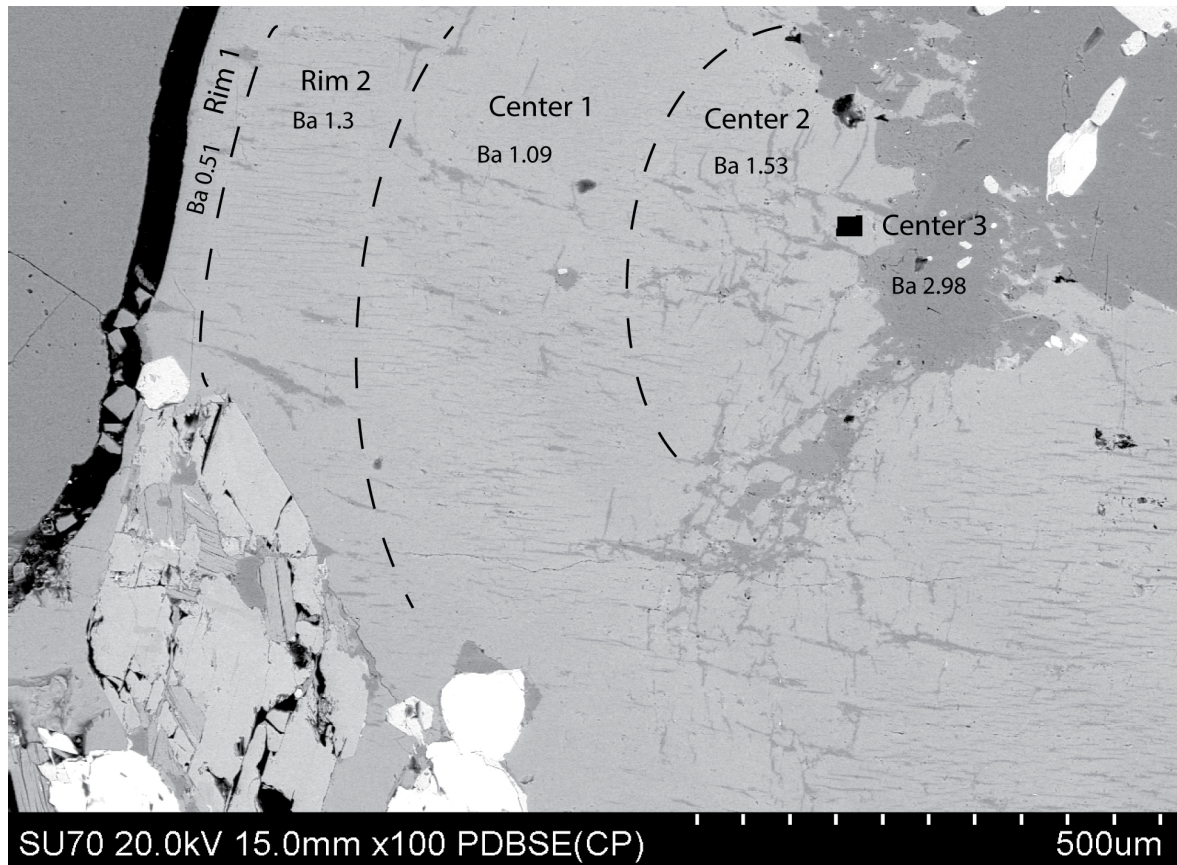 Rim 1
Ba 0.51
Rim 2
Ba 1.3
Center 1
Ba 1.09
Center 2
Ba 1.53
Center 3
Ba 2.98
SU70 20.0kV 15.0mm x100 PDBSE(CP)
500um